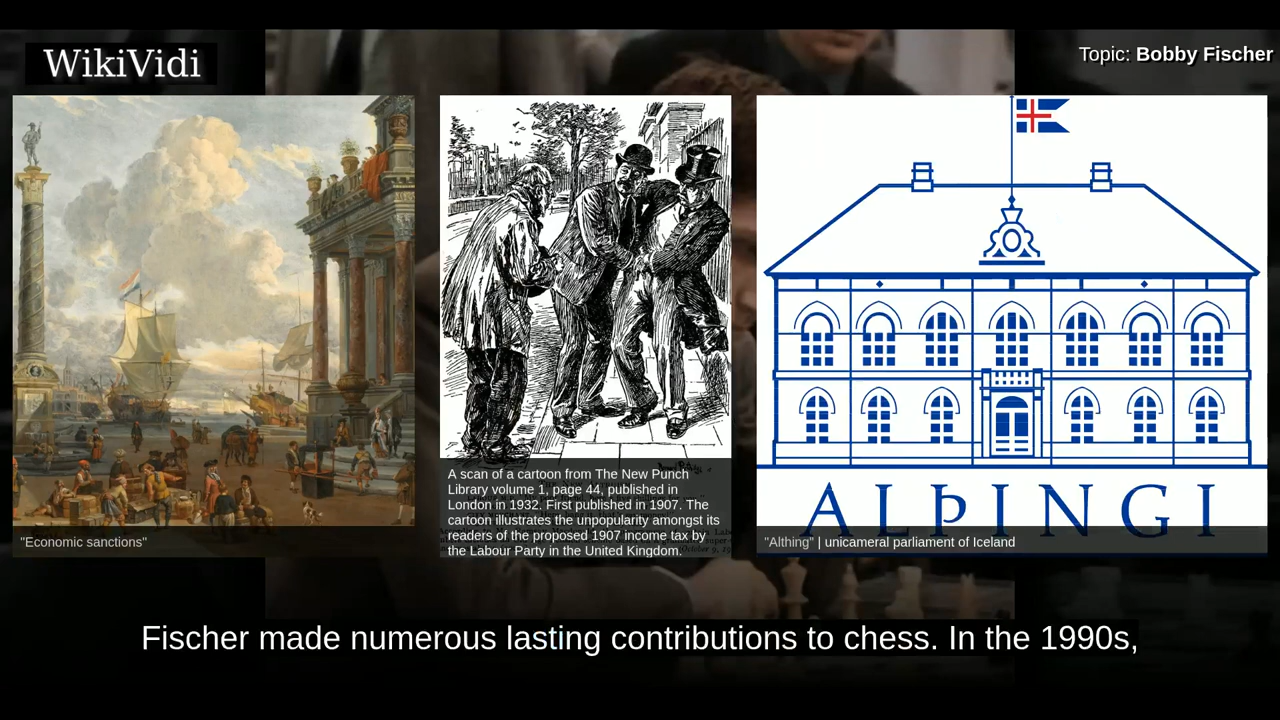 WikiVidi
Topic: Bobby Fischer
"Economic sanctions"
A scan of a cartoon from The New Punch
Library volume 1, page 44, published in
London in 1932. First published in 1907. The
cartoon illustrates the unpopularity amongst its
readers of the proposed 1907 income tax by
the Labour Party in the United Kingdom.
ALÞINGI
"Althing" | unicameral parliament of Iceland
Fischer made numerous lasting contributions to chess. In the 1990s,